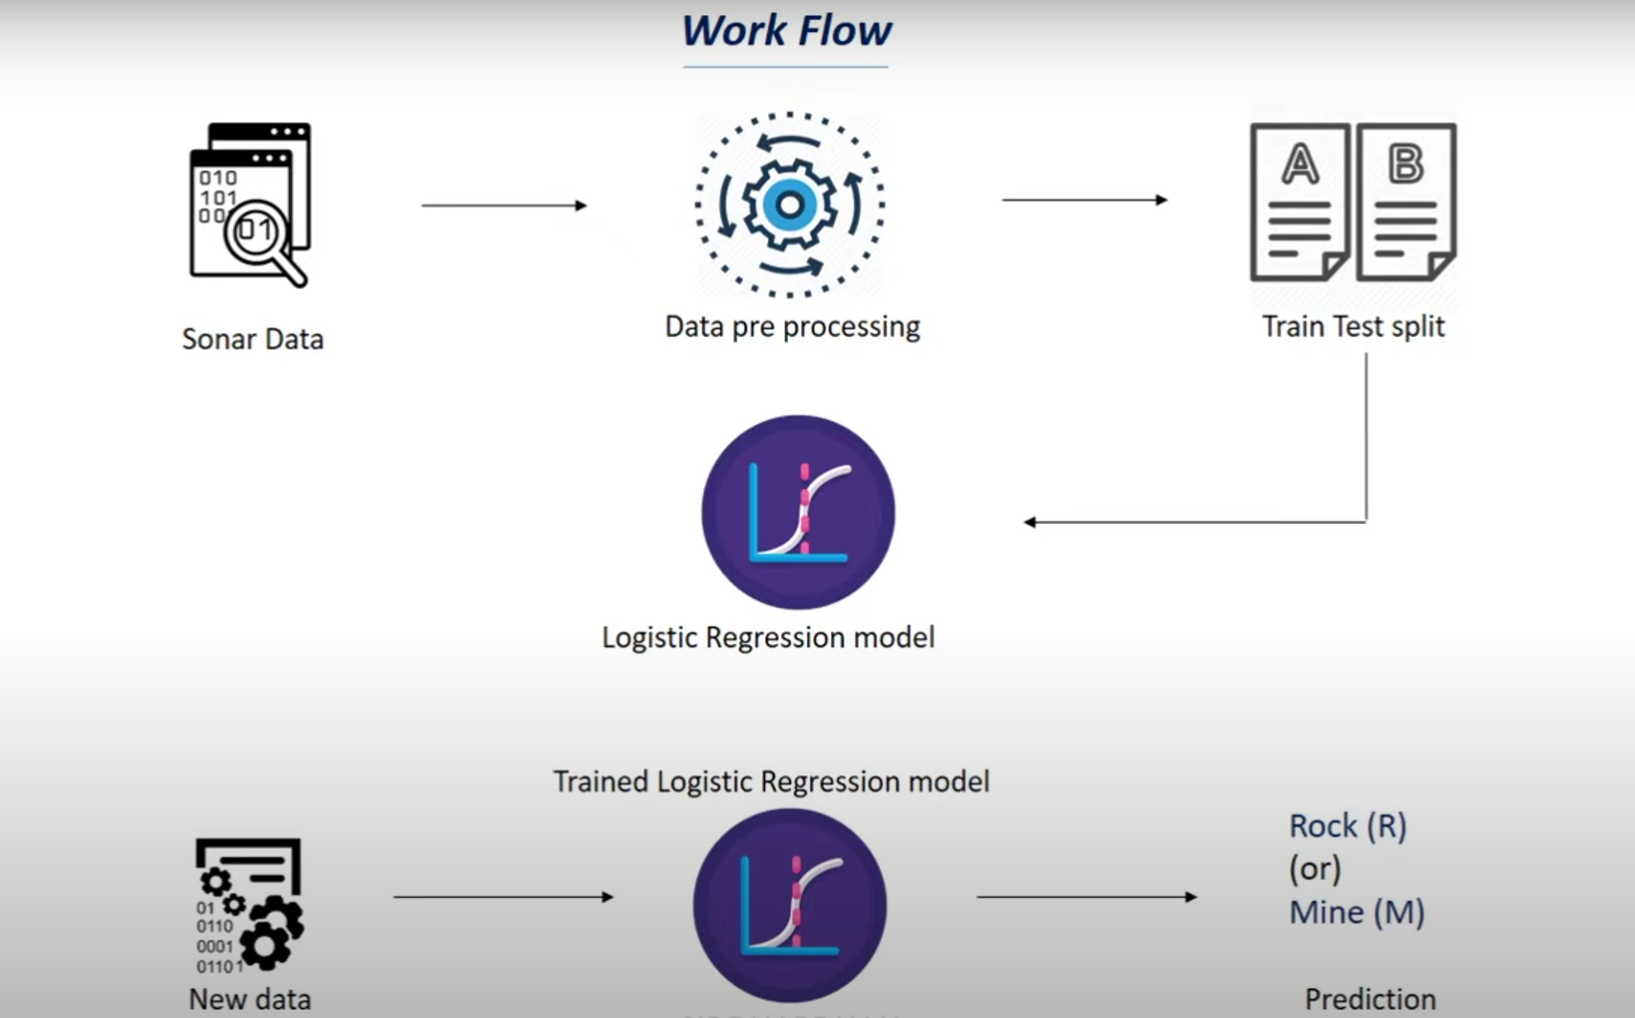 Work Flow
010
101
00
01
A B
Sonar Data
Data pre processing
Train Test split
Logistic Regression model
Trained Logistic Regression model
Rock (R)
(or)
Mine (M)
01
0110
0001
01101
New data
Prediction